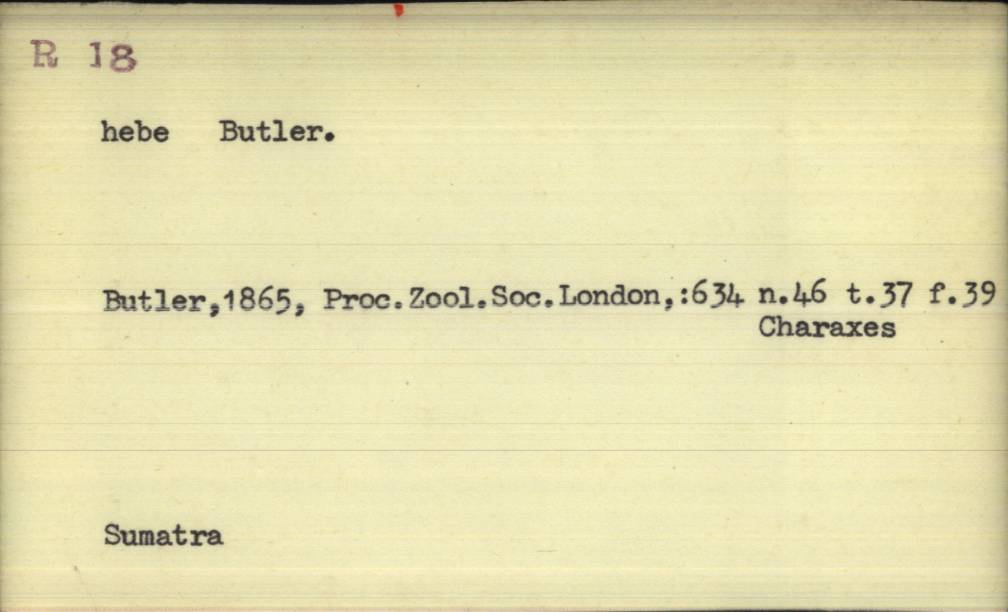 R 18
hebe Butler.
Butler,1865, Proc.Zool.Soc.London,:634 n.46 t.37 f.39
Charaxes
Sumatra